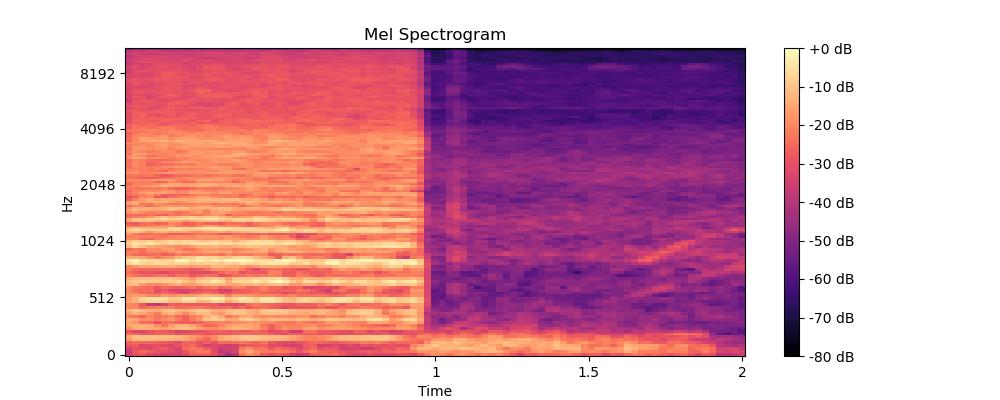 Mel Spectrogram
Hz
8192
4096
2048
1024
512
0
0
0.5
1
1.5
2
Time
+0 dB
-10 dB
-20 dB
-30 dB
-40 dB
-50 dB
-60 dB
-70 dB
-80 dB